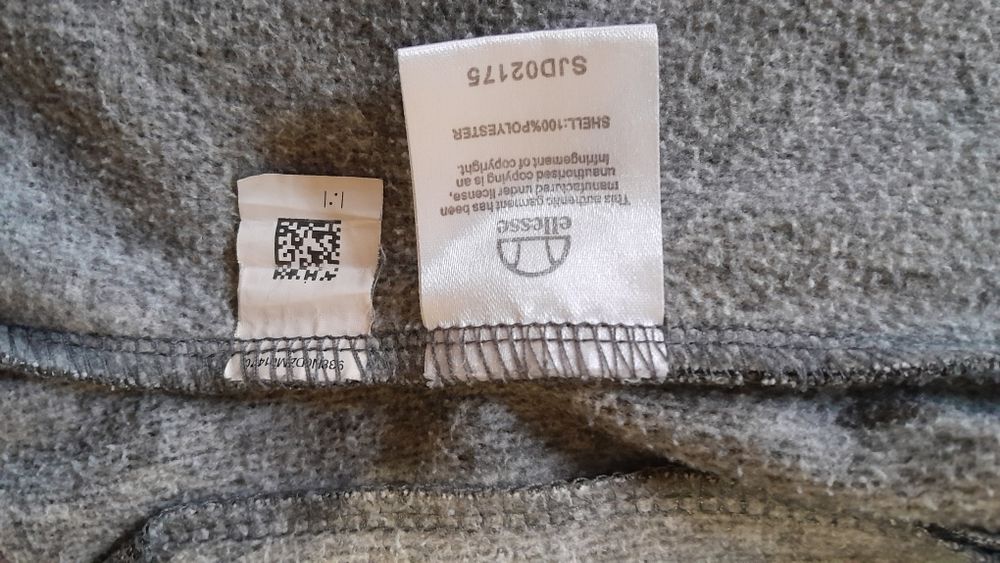 ellesse
This authentic garment has been
manufactured under license,
unauthorised copying is an
infringement of copyright.
SHELL:100%POLYESTER
SJD02175